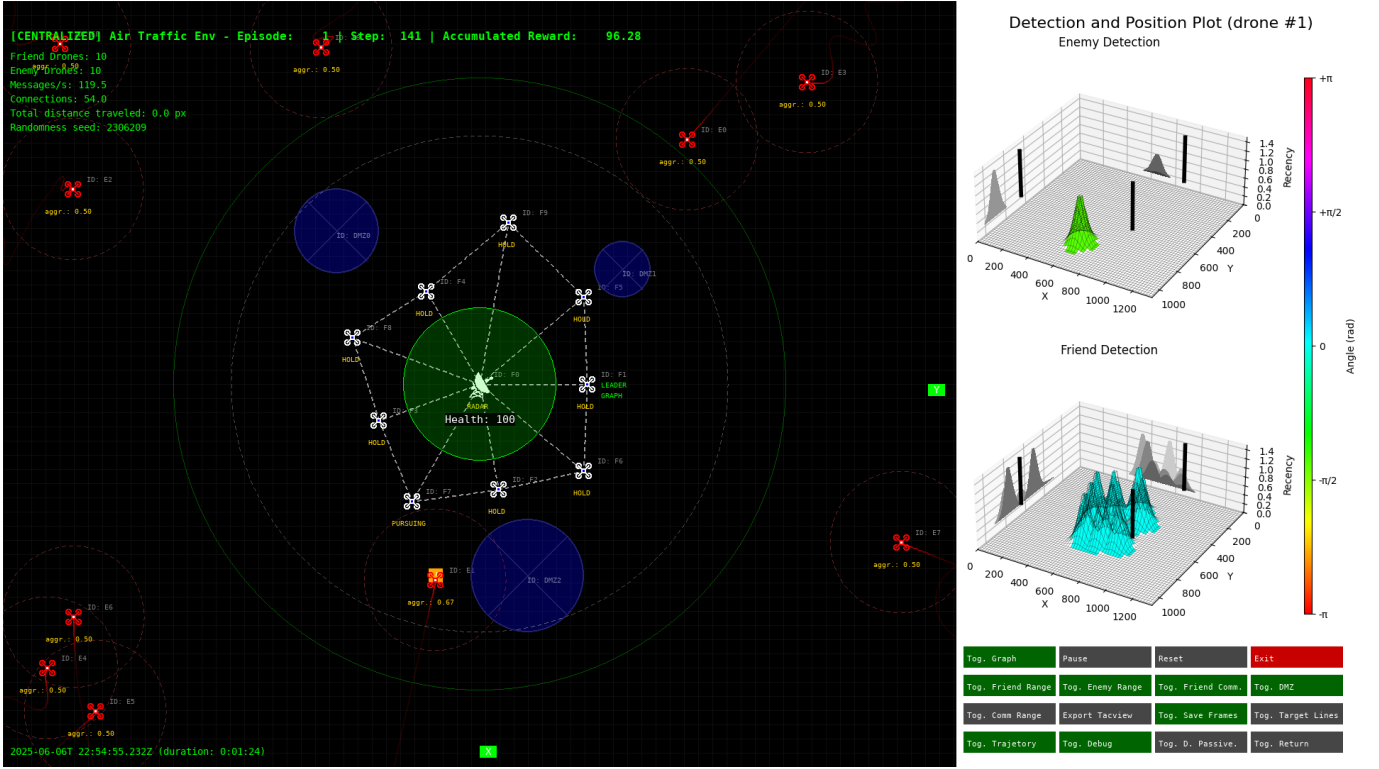 [CENTRALIZED] Air Traffic Env - Episode: 1 | Step: 141 | Accumulated Reward: 96.28
Friend Drones: 10
Enemy Drones: 10
Messages/s: 119.5
Connections: 54.0
Total distance traveled: 0.0 px
Randomness seed: 2306209
aggr.: 0.50
aggr.: 0.50
ID: E3
aggr.: 0.50
ID: E0
aggr.: 0.50
ID: E2
aggr.: 0.50
ID: F9
HOLD
ID: DMZ0
ID: DMZ1
ID: F4
HOLD
ID: F5
HOLD
ID: F8
HOLD
ID: F0
RADAR
Health: 100
ID: F1
LEADER
GRAPH
HOLD
ID: F3
HOLD
ID: F6
HOLD
ID: F2
HOLD
ID: F7
PURSUING
ID: E1
aggr.: 0.67
ID: DMZ2
ID: E7
aggr.: 0.50
ID: E6
aggr.: 0.50
ID: E4
aggr.: 0.50
ID: E5
aggr.: 0.50
Y
X
2025-06-06T 22:54:55.232Z (duration: 0:01:24)
Detection and Position Plot (drone #1)
Enemy Detection
1.4
1.2
1.0
0.8
0.6
0.4
0.2
0.0
Recency
0
200
400
600
800
1000
Y
0
200
400
600
800
1000
1200
X
Friend Detection
1.4
1.2
1.0
0.8
0.6
0.4
0.2
0.0
Recency
0
200
400
600
800
1000
Y
0
200
400
600
800
1000
1200
X
+π
+π/2
0
-π/2
-π
Angle (rad)
Tog. Graph
Pause
Reset
Exit
Tog. Friend Range
Tog. Enemy Range
Tog. Friend Comm.
Tog. DMZ
Tog. Comm Range
Export Tacview
Tog. Save Frames
Tog. Target Lines
Tog. Trajetory
Tog. Debug
Tog. D. Passive.
Tog. Return